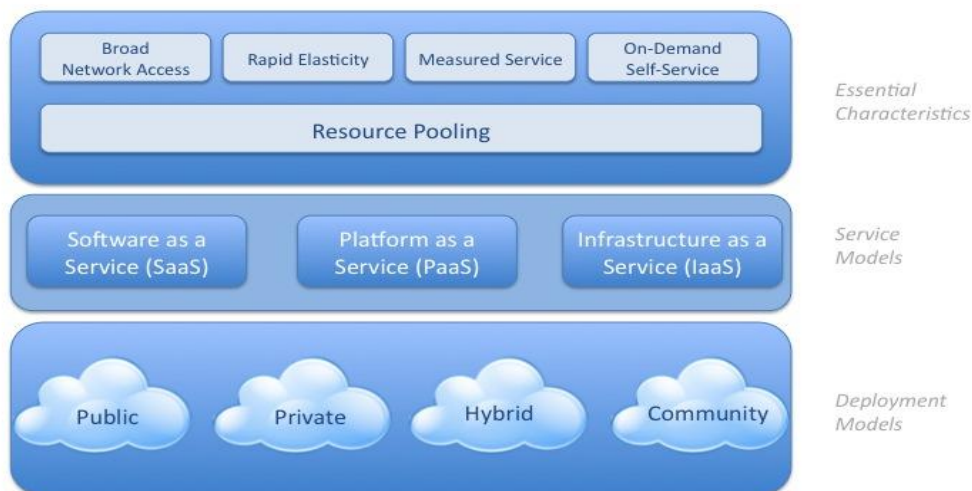 Broad
Network Access
Rapid Elasticity
Measured Service
On-Demand
Self-Service
Resource Pooling
Essential
Characteristics
Software as a
Service (SaaS)
Platform as a
Service (PaaS)
Infrastructure as a
Service (IaaS)
Service
Models
Public
Private
Hybrid
Community
Deployment
Models